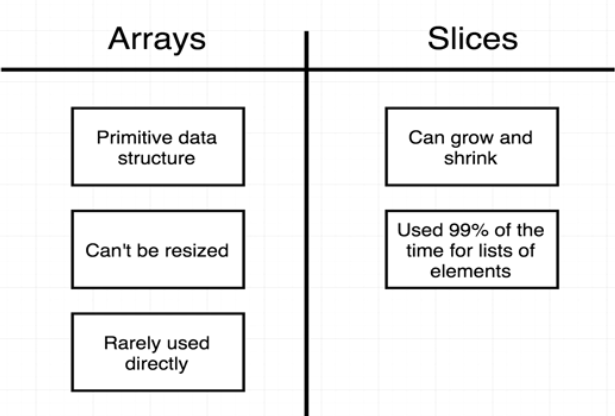 Arrays
Slices
Primitive data
structure
Can grow and
shrink
Can't be resized
Used 99% of the
time for lists of
elements
Rarely used
directly